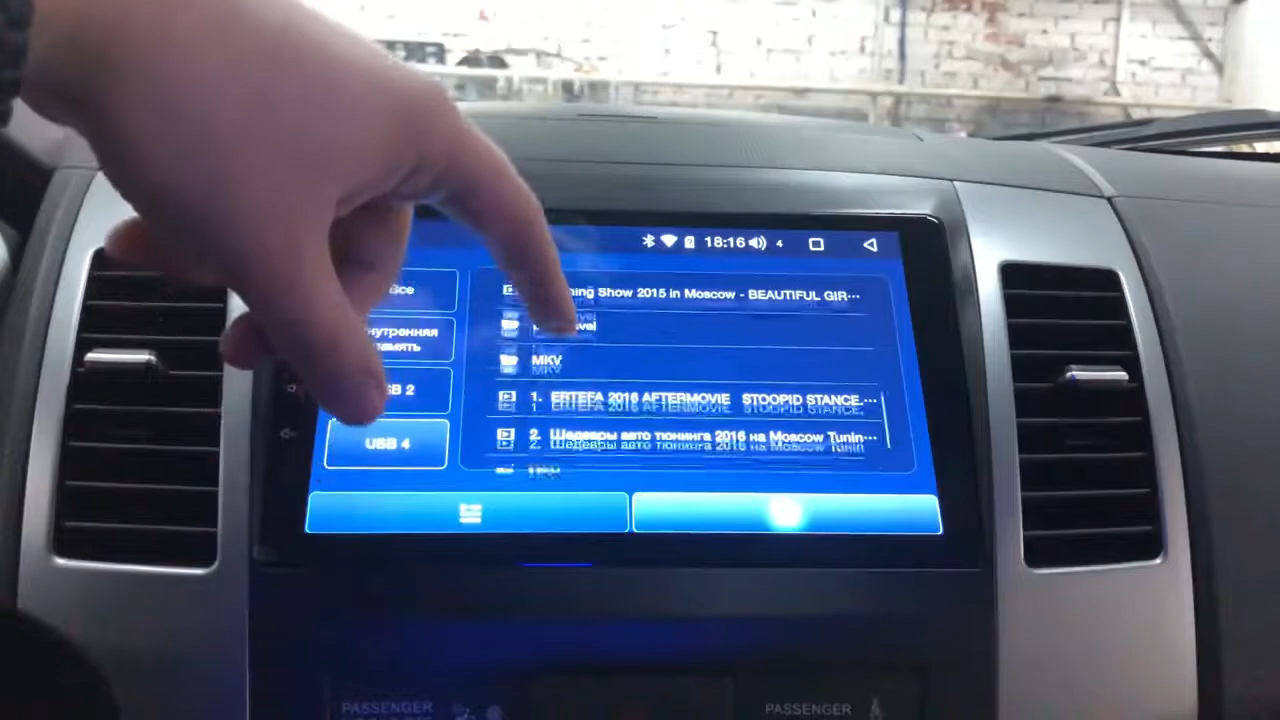 18:16 4
Все
нутренняя
амять
SB 2
USB 4
ning Show 2015 in Moscow - BEAUTIFUL GIR...
MKV
1. ERTEFA 2016 AFTERMOVIE STOOPID STANCE...
2. Шедевры авто тюнинга 2016 на Moscow Tunin...
PASSENGER
PASSENGER